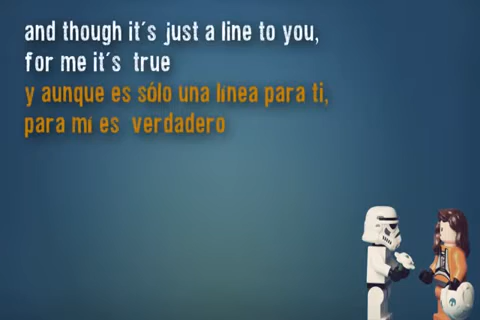 and though it's just a line to you,
for me it's true
y aunque es sólo una línea para ti,
para mí es verdadero